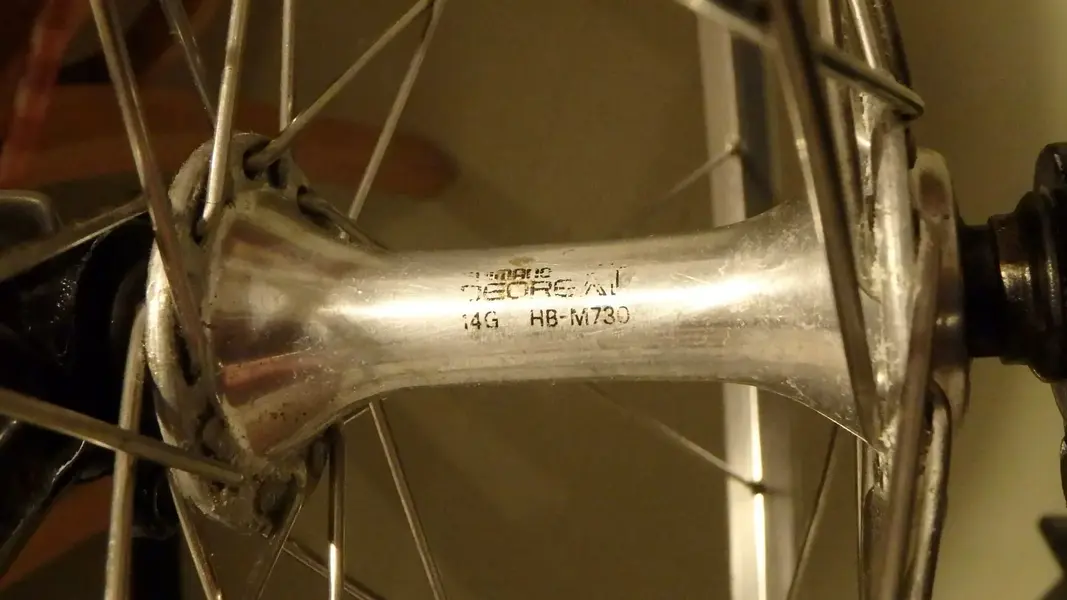 SHIMANO
DEORE XT
14G HB-M730